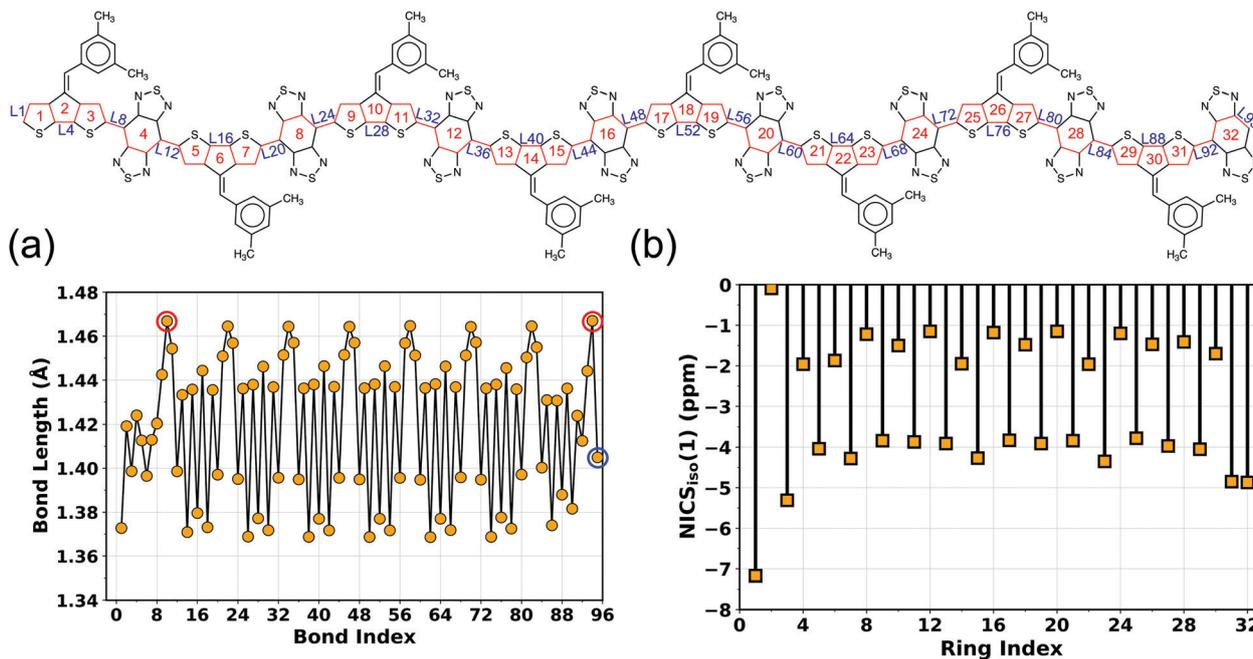 CH₃ CH₃ CH₃ CH₃
CH₃ CH₃ CH₃ CH₃
L1 1 2 3 L4 S S L8 N S N 4 N S N L12
S L16 S 5 6 7 L20 N S N 8 N S N L24
9 10 11 L28 S S L32 N S N 12 N S N L36
S L40 S 13 14 15 L44 N S N 16 N S N L48
17 18 19 L52 S S L56 N S N 20 N S N L60
S L64 S 21 22 23 L68 N S N 24 N S N L72
25 26 27 L76 S S L80 N S N 28 N S N L84
S L88 S 29 30 31 L92 N S N 32 N S N
CH₃ CH₃ CH₃ CH₃
H₃C H₃C CH₃ H₃C
(a)
(b)
1.48
1.46
1.44
1.42
1.40
1.38
1.36
1.34
Bond Length (Å)
0 8 16 24 32 40 48 56 64 72 80 88 96
Bond Index
0
−1
−2
−3
−4
−5
−6
−7
−8
NICSiso(1) (ppm)
0 4 8 12 16 20 24 28 32
Ring Index